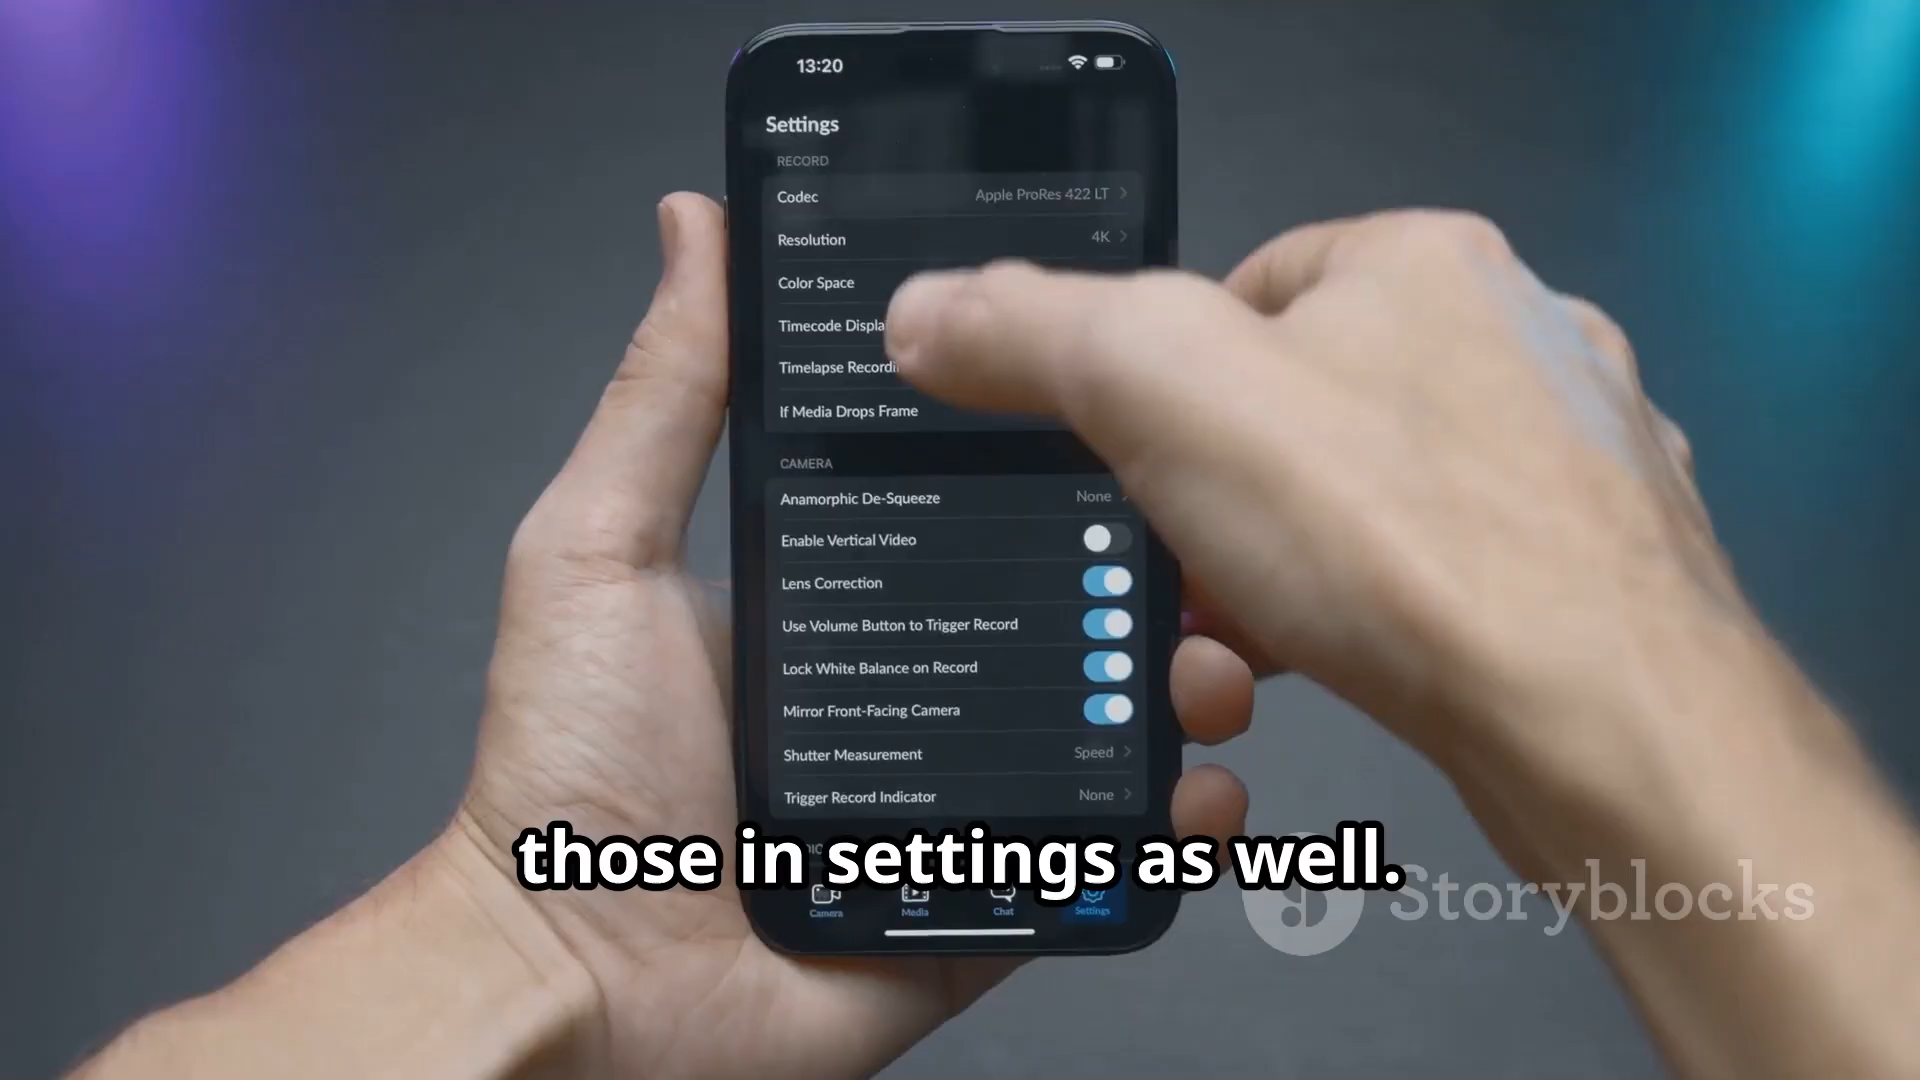 13:20
Settings
RECORD
Codec Apple ProRes 422 LT
Resolution 4K
Color Space
Timecode
Timelapse
If Media Drops Frame
CAMERA
Anamorphic De-Squeeze None
Enable Vertical Video
Lens Correction
Use Volume Button to Trigger Record
Lock White Balance on Record
Mirror Front-Facing Camera
Shutter Measurement Speed
Trigger Record Indicator None
those in settings as well.
Camera Media Chat Settings
Storyblocks